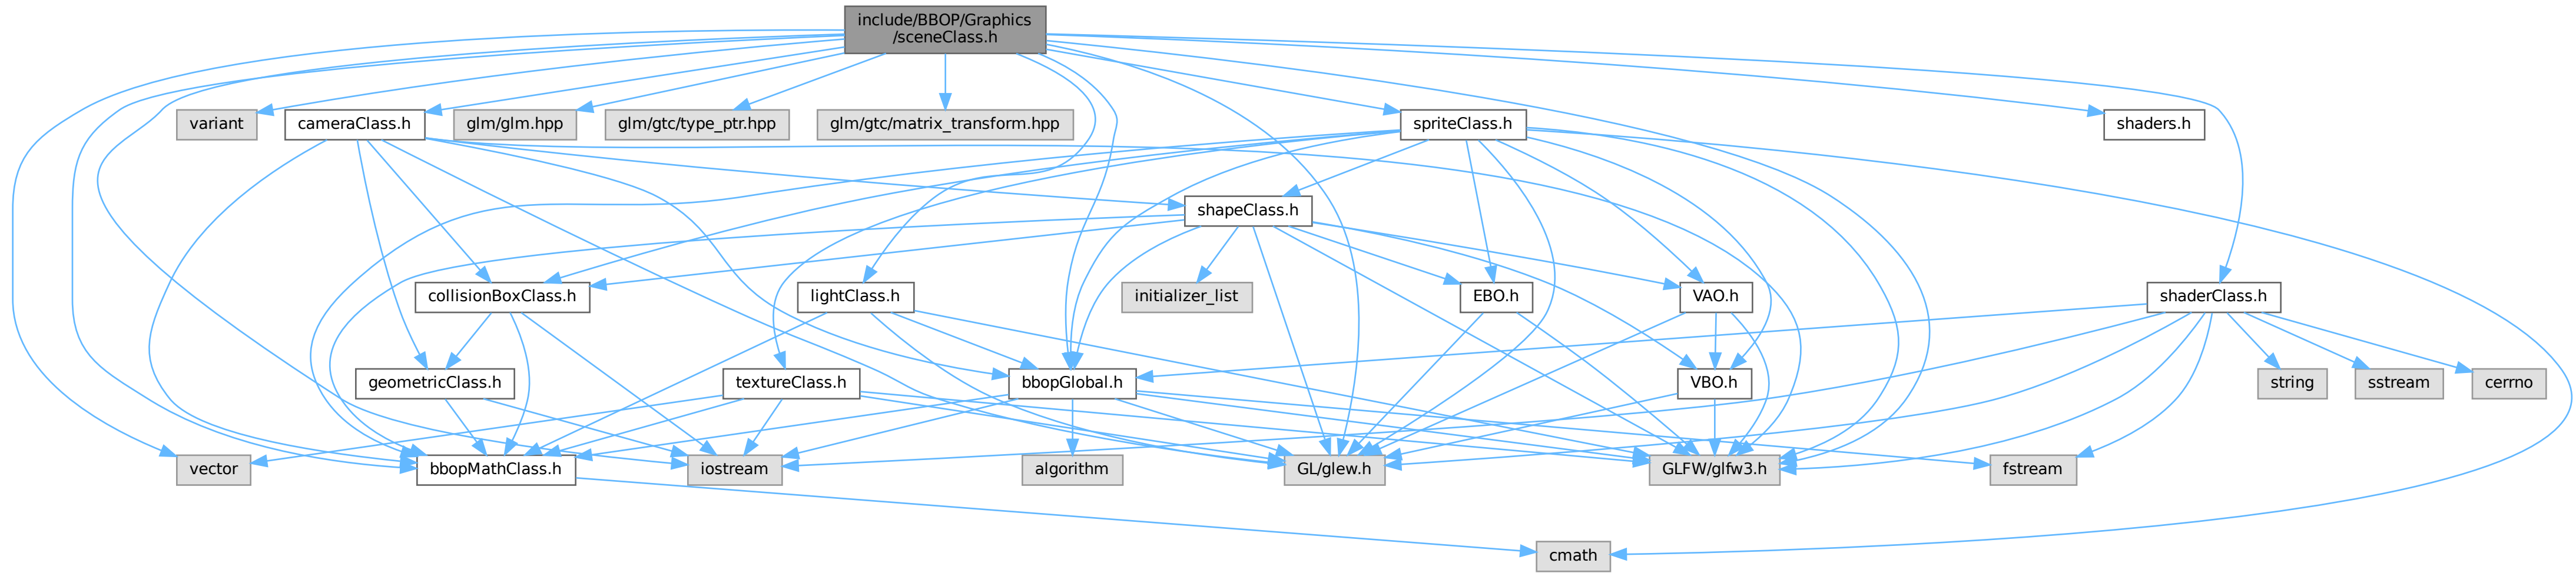 include/BBOP/Graphics
/sceneClass.h
variant
cameraClass.h
glm/glm.hpp
glm/gtc/type_ptr.hpp
glm/gtc/matrix_transform.hpp
spriteClass.h
shaders.h
shapeClass.h
collisionBoxClass.h
lightClass.h
initializer_list
EBO.h
VAO.h
shaderClass.h
geometricClass.h
textureClass.h
bbopGlobal.h
VBO.h
string
sstream
cerrno
vector
bbopMathClass.h
iostream
algorithm
GL/glew.h
GLFW/glfw3.h
fstream
cmath